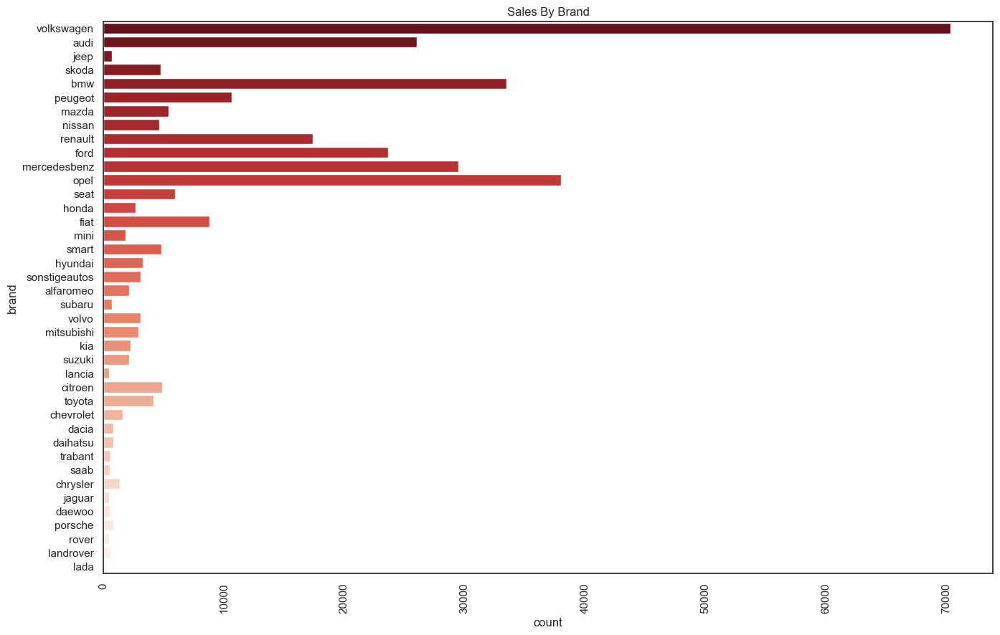 Sales By Brand
volkswagen
audi
jeep
skoda
bmw
peugeot
mazda
nissan
renault
ford
mercedesbenz
opel
seat
honda
fiat
mini
smart
hyundai
sonstigeautos
alfaromeo
subaru
volvo
mitsubishi
kia
suzuki
lancia
citroen
toyota
chevrolet
dacia
daihatsu
trabant
saab
chrysler
jaguar
daewoo
porsche
rover
landrover
lada
brand
0
10000
20000
30000
40000
50000
60000
70000
count